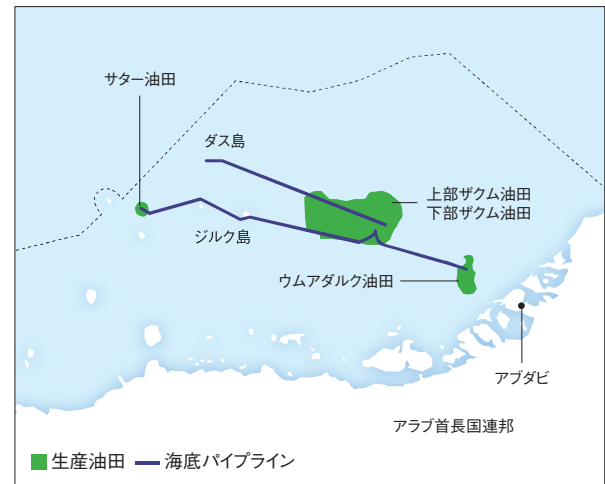 サター油田
ダス島
上部ザクム油田
下部ザクム油田
ジルク島
ウムアダルク油田
アブダビ
アラブ首長国連邦
生産油田 海底パイプライン